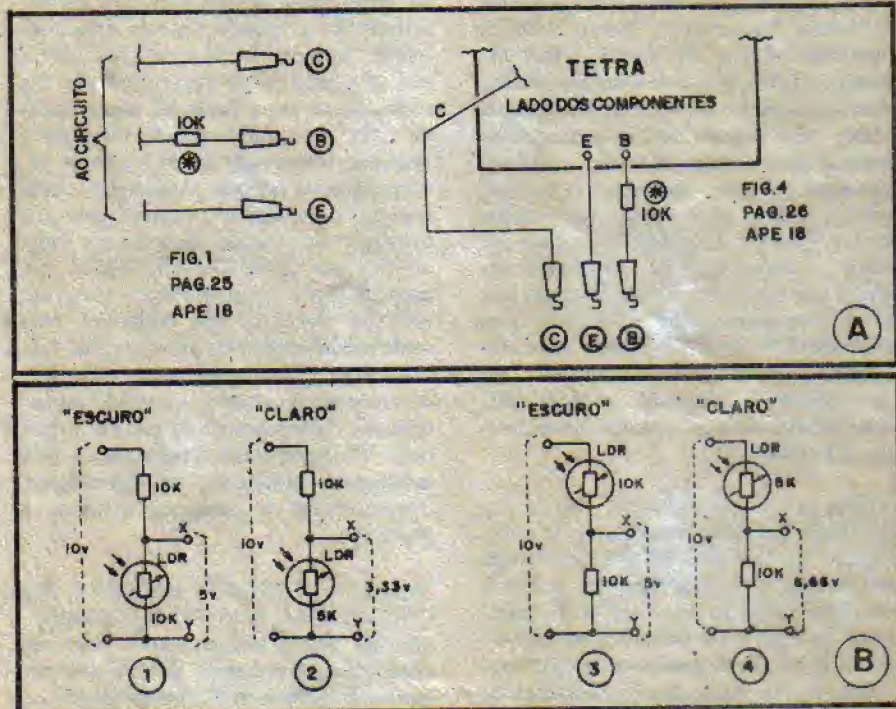 AO CIRCUITO
C
10K
B
E
FIG.1
PAG.25
APE 18
TETRA
LADO DOS COMPONENTES
C
E B
10K
FIG.4
PAG.26
APE 18
C E B
A
"ESCURO"
10v
10K
X
LDR
5v
10K
Y
1
"CLARO"
10v
10K
X
LDR
3,33v
5K
Y
2
"ESCURO"
10v
LDR
10K
X
10K
5v
Y
3
"CLARO"
10v
LDR
5K
X
10K
6,66v
Y
4
B